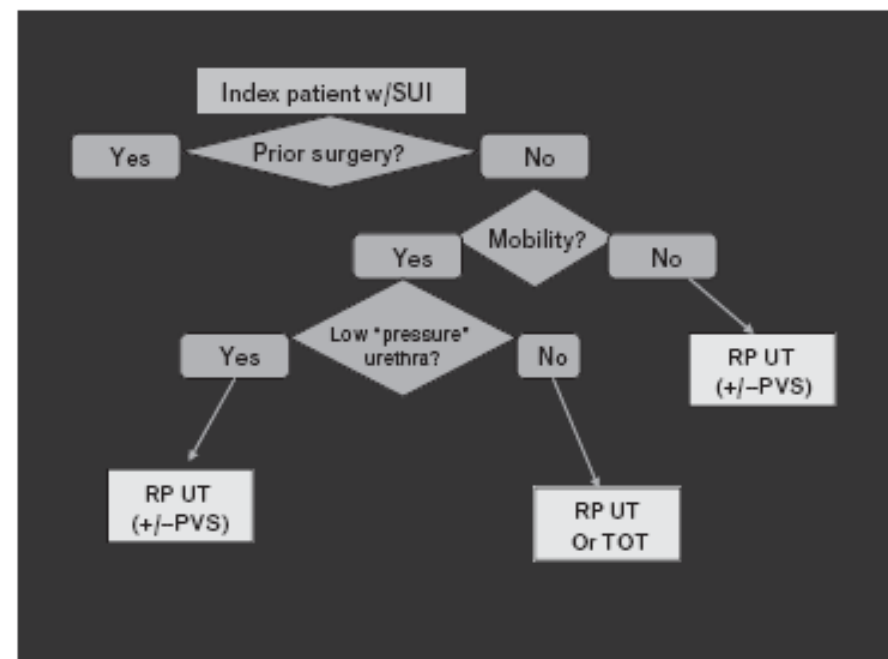 Index patient w/SUI
Yes
Prior surgery?
No
Mobility?
Yes
No
Low "pressure"
urethra?
Yes
No
RP UT
(+/–PVS)
RP UT
(+/–PVS)
RP UT
Or TOT